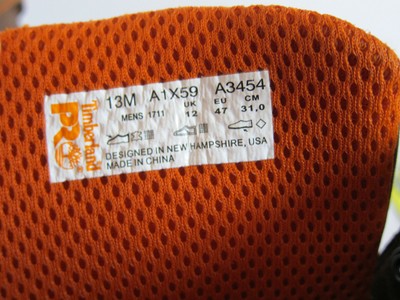 Timberland
PRO
13M A1X59 A3454
UK EU CM
MENS 1711 12 47 31,0
DESIGNED IN NEW HAMPSHIRE, USA
MADE IN CHINA